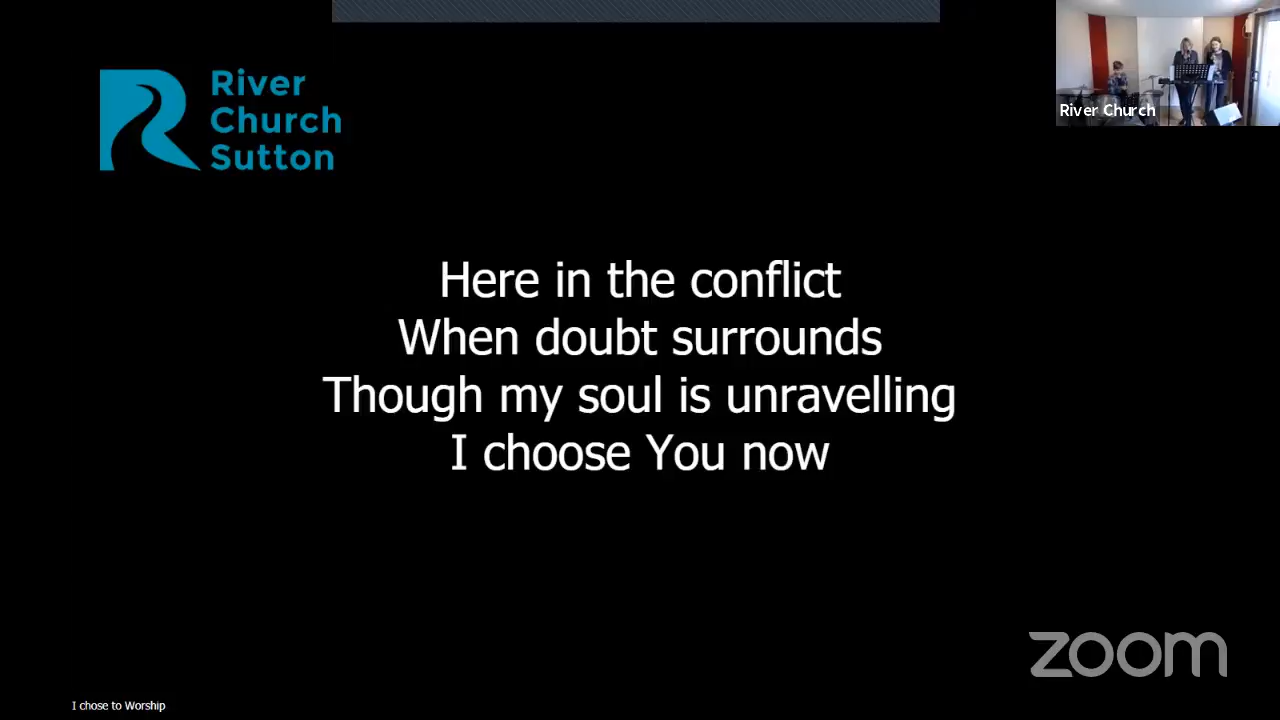 River
Church
Sutton
River Church
Here in the conflict
When doubt surrounds
Though my soul is unravelling
I choose You now
zoom
I chose to Worship